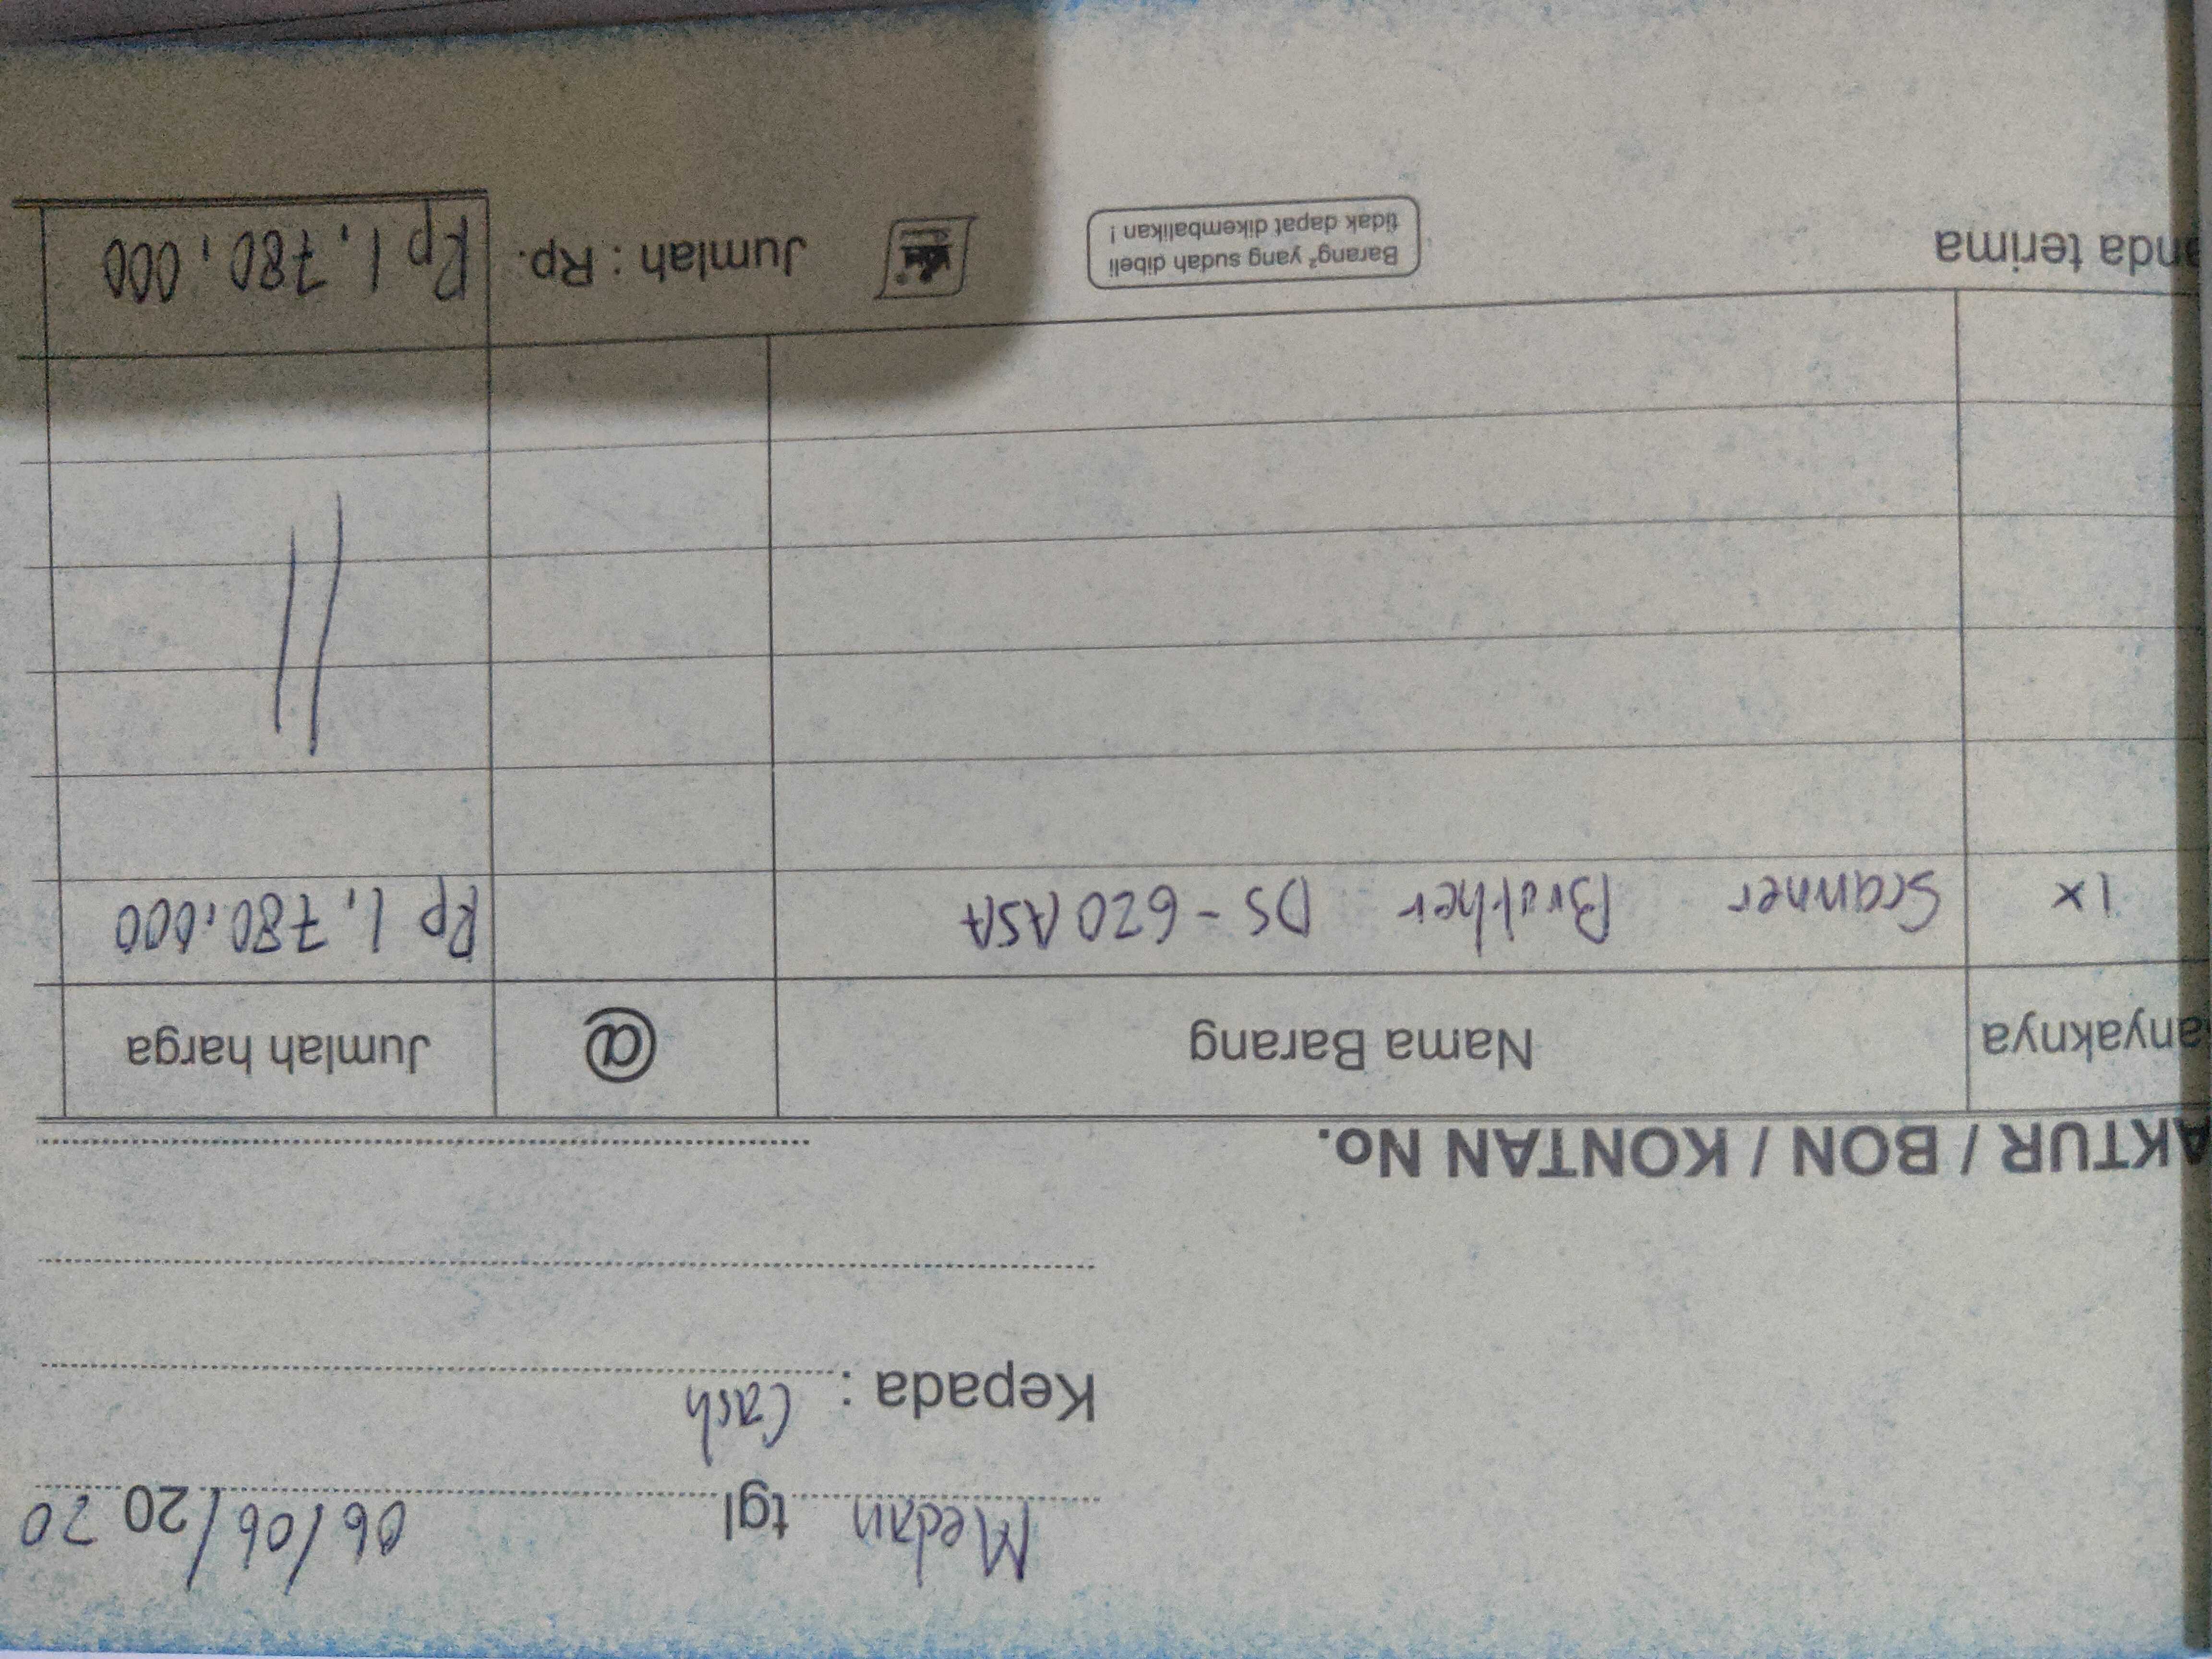 Medan tgl 06/06/2020
Kepada : Cash
AKTUR / BON / KONTAN No.
anyaknya Nama Barang @ Jumlah harga
1x Scanner Brother DS-620 ASA Rp 1,780,000
anda terima Barang² yang sudah dibeli
tidak dapat dikembalikan ! Jumlah : Rp. Rp 1,780,000